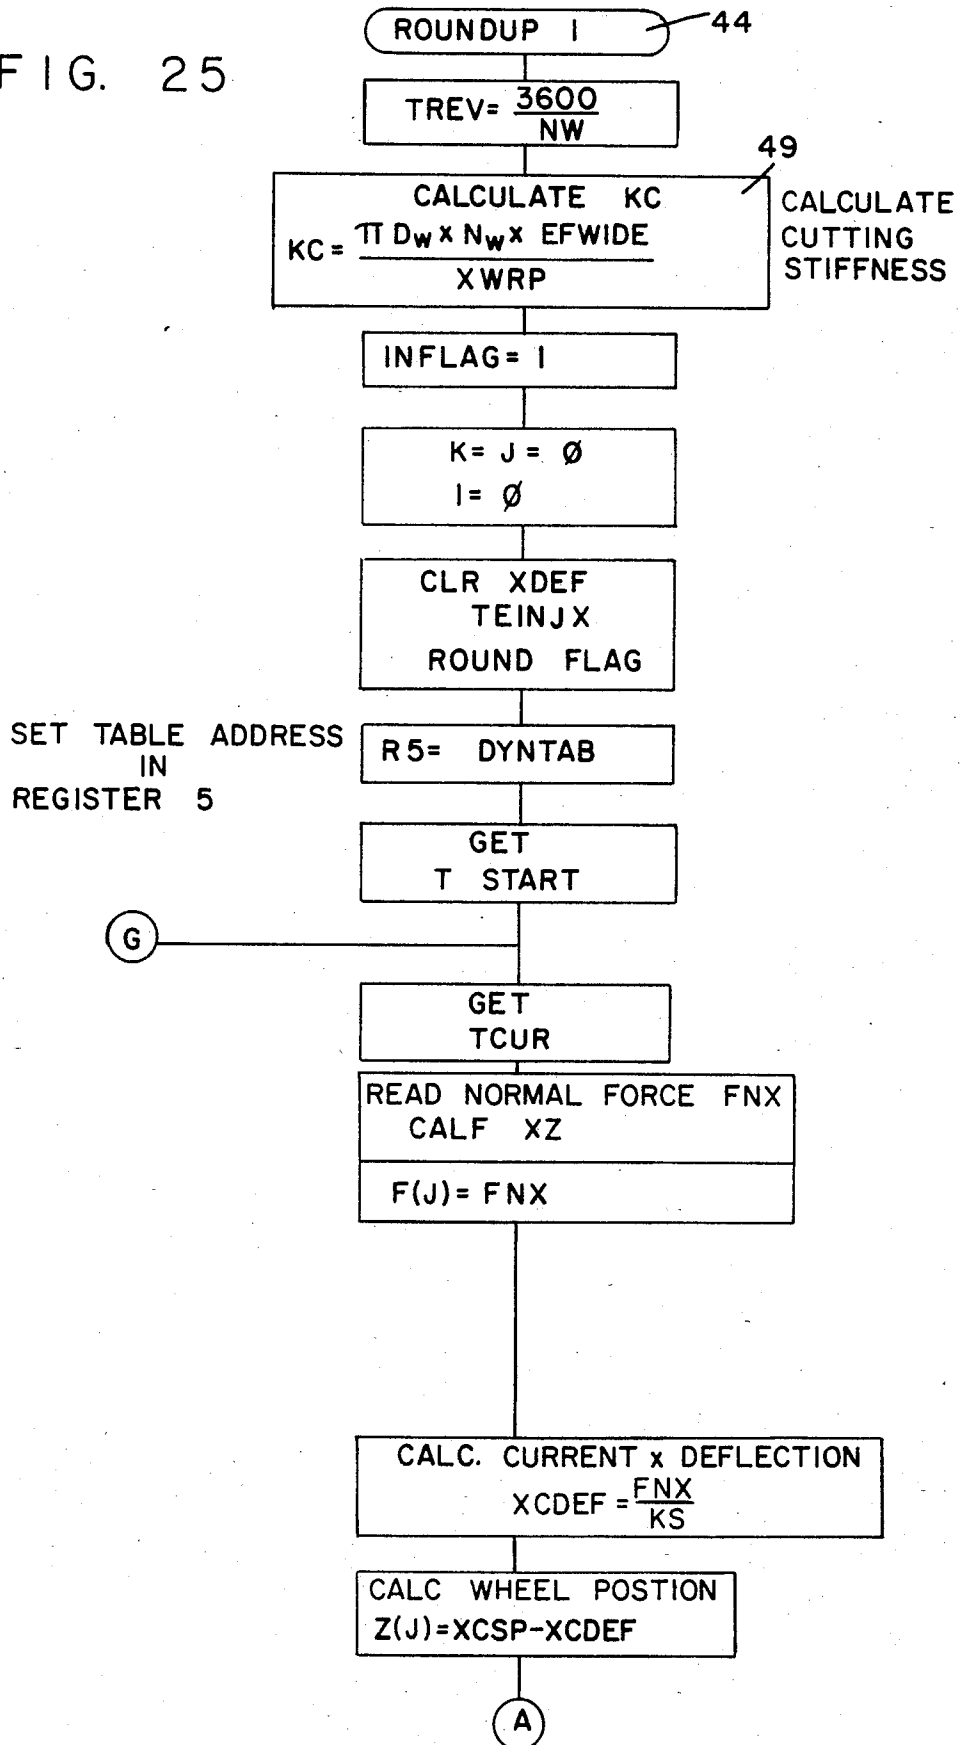 FIG. 25
ROUNDUP 1
44
TREV= 3600
NW
49
CALCULATE KC
KC= π Dw x Nw x EFWIDE
XWRP
CALCULATE
CUTTING
STIFFNESS
INFLAG= 1
K= J= Ø
I= Ø
CLR XDEF
TEINJX
ROUND FLAG
SET TABLE ADDRESS
IN
REGISTER 5
R5= DYNTAB
GET
T START
G
GET
TCUR
READ NORMAL FORCE FNX
CALF XZ
F(J)= FNX
CALC. CURRENT x DEFLECTION
XCDEF = FNX
KS
CALC WHEEL POSTION
Z(J)=XCSP-XCDEF
A